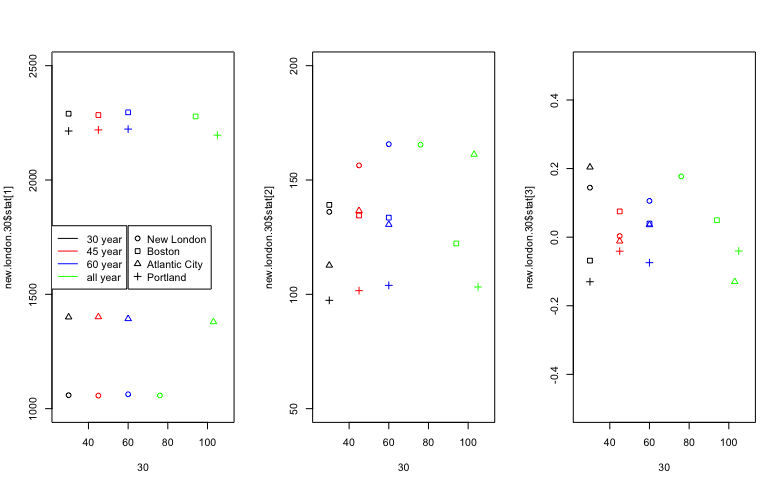 2500
2000
1500
1000
new.london.30$stat[1]
30 year
45 year
60 year
all year
New London
Boston
Atlantic City
Portland
40 60 80 100
30
200
150
100
50
new.london.30$stat[2]
40 60 80 100
30
0.4
0.2
0.0
-0.2
-0.4
new.london.30$stat[3]
40 60 80 100
30